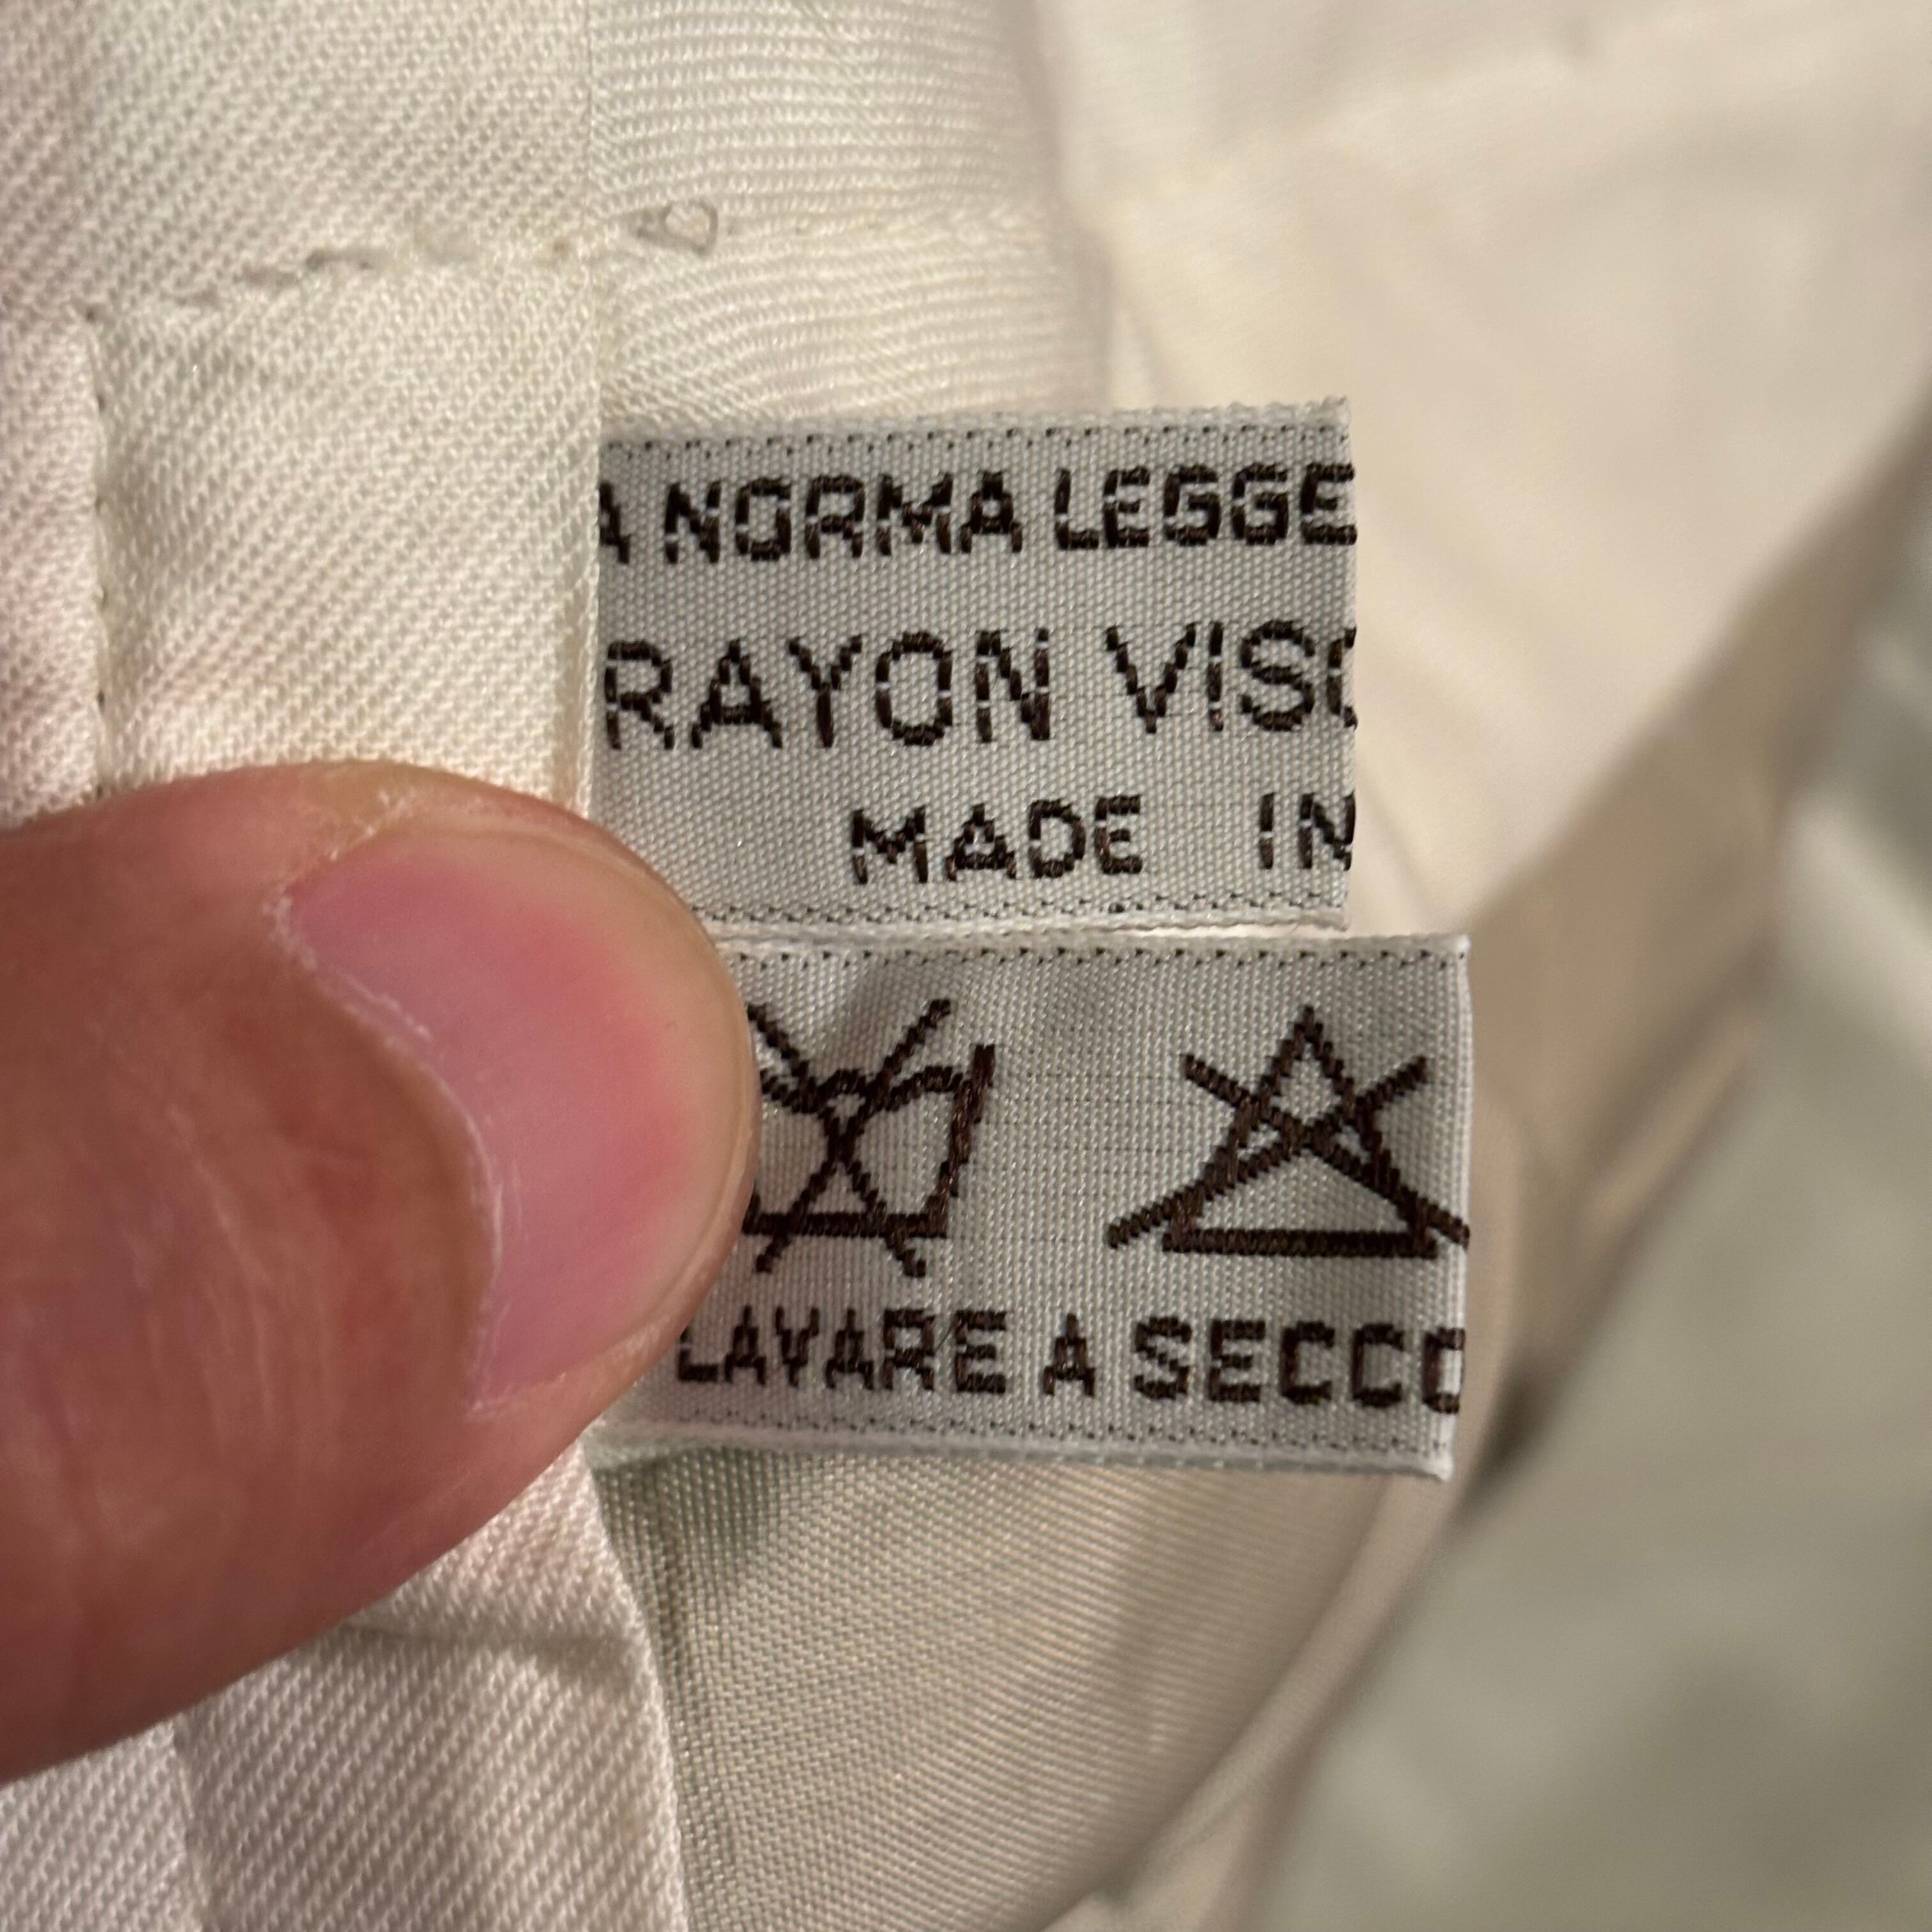 A NORMA LEGGE
RAYON VISC
MADE IN
LAVARE A SECCO